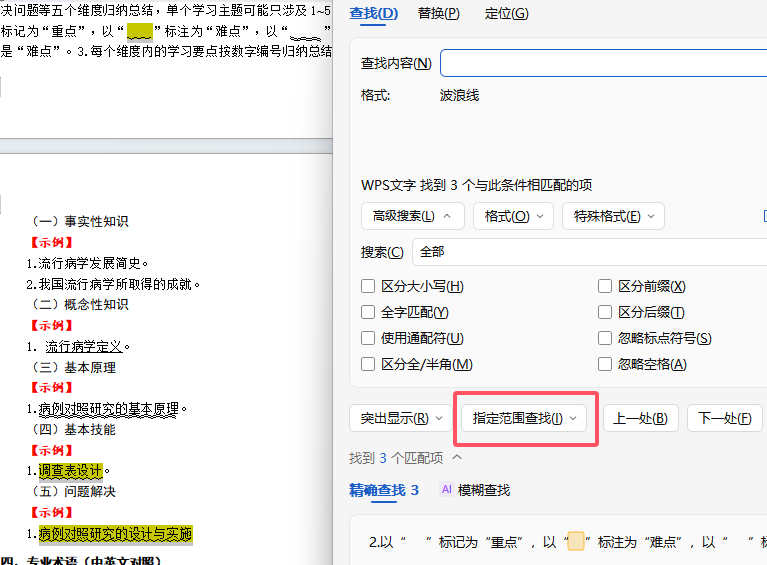 决问题等五个维度归纳总结，单个学习主题可能只涉及1~5
标记为“重点”，以“ ”标注为“难点”，以“ ”
是“难点”。3.每个维度内的学习要点按数字编号归纳总结
（一）事实性知识
【示例】
1.流行病学发展简史。
2.我国流行病学所取得的成就。
（二）概念性知识
【示例】
1. 流行病学定义。
（三）基本原理
【示例】
1.病例对照研究的基本原理。
（四）基本技能
【示例】
1.调查表设计。
（五）问题解决
【示例】
1.病例对照研究的设计与实施
四、专业术语（中英文对照）
查找(D) 替换(P) 定位(G)
查找内容(N)
格式: 波浪线
WPS文字 找到 3 个与此条件相匹配的项
高级搜索(L) 格式(O) 特殊格式(E)
搜索(C) 全部
区分大小写(H) 区分前缀(X)
全字匹配(Y) 区分后缀(T)
使用通配符(U) 忽略标点符号(S)
区分全/半角(M) 忽略空格(A)
突出显示(R) 指定范围查找(I) 上一处(B) 下一处(F)
找到 3 个匹配项
精确查找 3 AI 模糊查找
2.以“ ”标记为“重点”，以“ ”标注为“难点”，以“ ”标